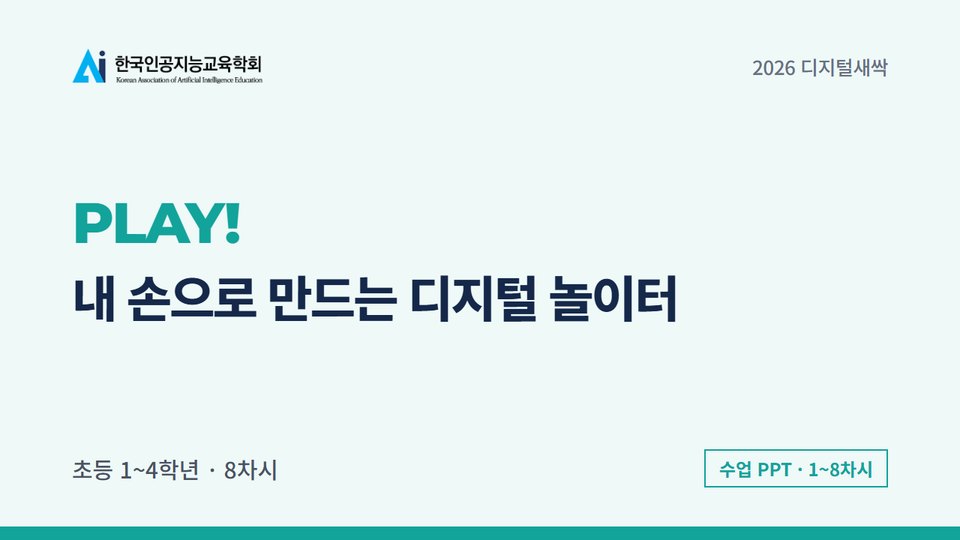 Ai 한국인공지능교육학회
Korean Association of Artificial Intelligence Education
2026 디지털새싹
PLAY!
내 손으로 만드는 디지털 놀이터
초등 1~4학년 · 8차시
수업 PPT · 1~8차시